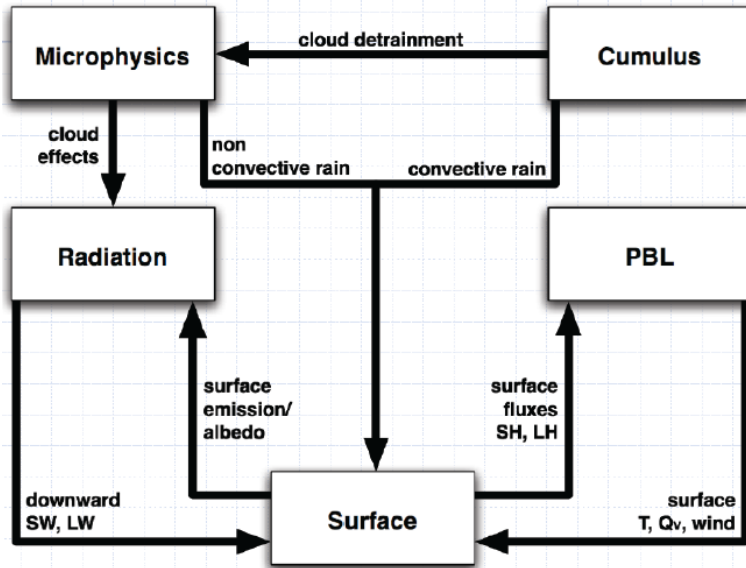 Microphysics
cloud detrainment
Cumulus
cloud
effects
non
convective rain
convective rain
Radiation
PBL
surface
emission/
albedo
surface
fluxes
SH, LH
downward
SW, LW
Surface
surface
T, Qv, wind